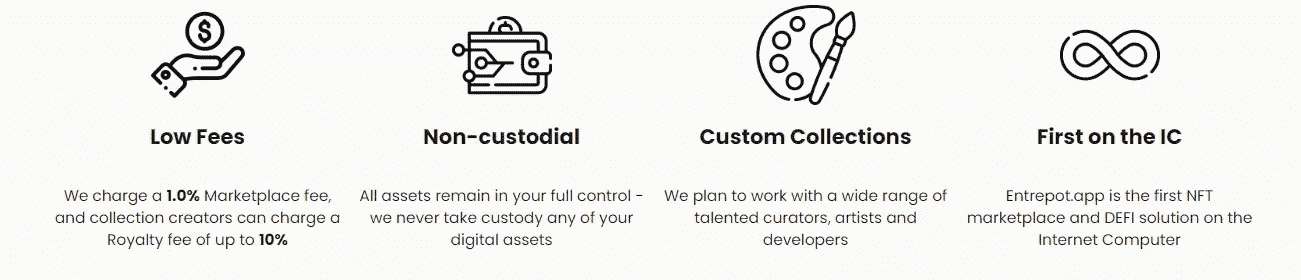 $
Low Fees
Non-custodial
Custom Collections
First on the IC
We charge a 1.0% Marketplace fee,
and collection creators can charge a
Royalty fee of up to 10%
All assets remain in your full control -
we never take custody any of your
digital assets
We plan to work with a wide range of
talented curators, artists and
developers
Entrepot.app is the first NFT
marketplace and DEFI solution on the
Internet Computer